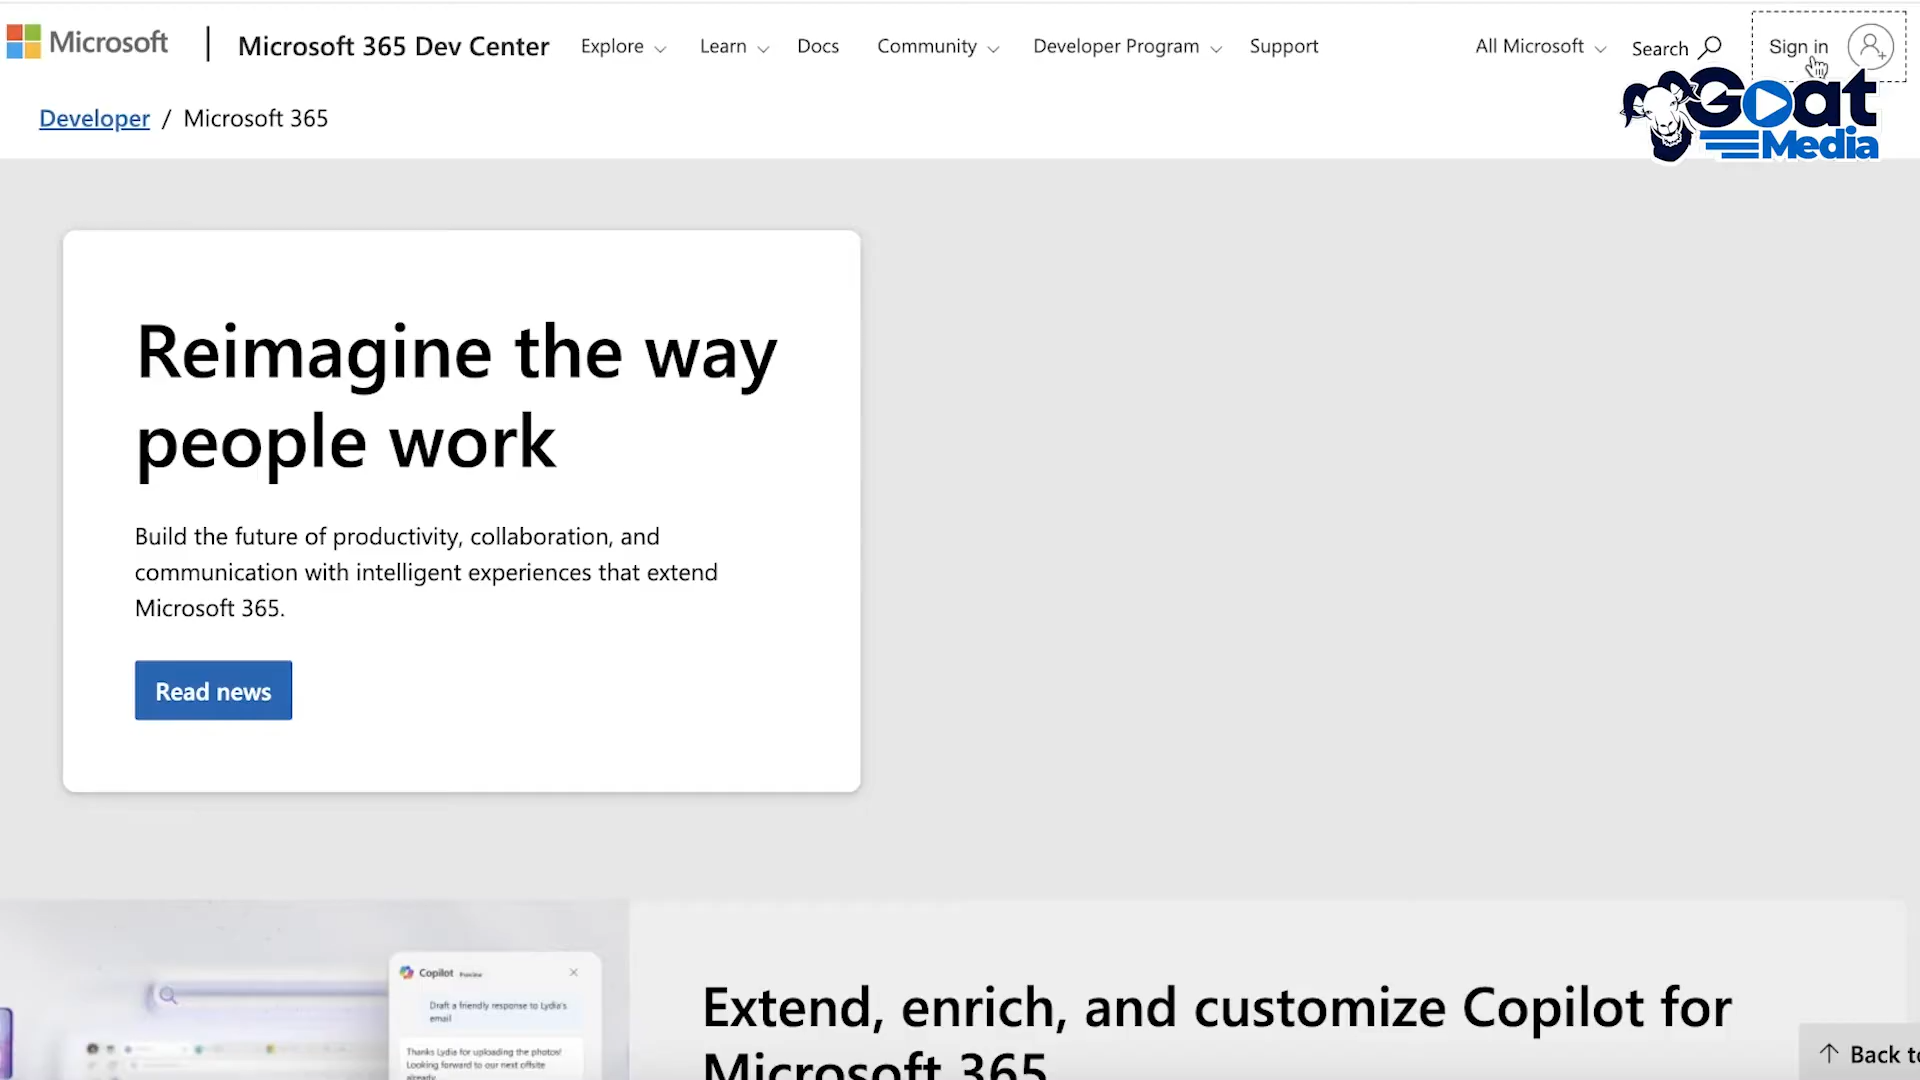 Microsoft
Microsoft 365 Dev Center
Explore
Learn
Docs
Community
Developer Program
Support
All Microsoft
Search
Sign in
Goat
Media
Developer / Microsoft 365
Reimagine the way
people work
Build the future of productivity, collaboration, and
communication with intelligent experiences that extend
Microsoft 365.
Read news
Copilot Preview
Draft a friendly response to Lydia's
email
Thanks Lydia for uploading the photos!
Looking forward to our next offsite
already
Extend, enrich, and customize Copilot for
Microsoft 365
Back to